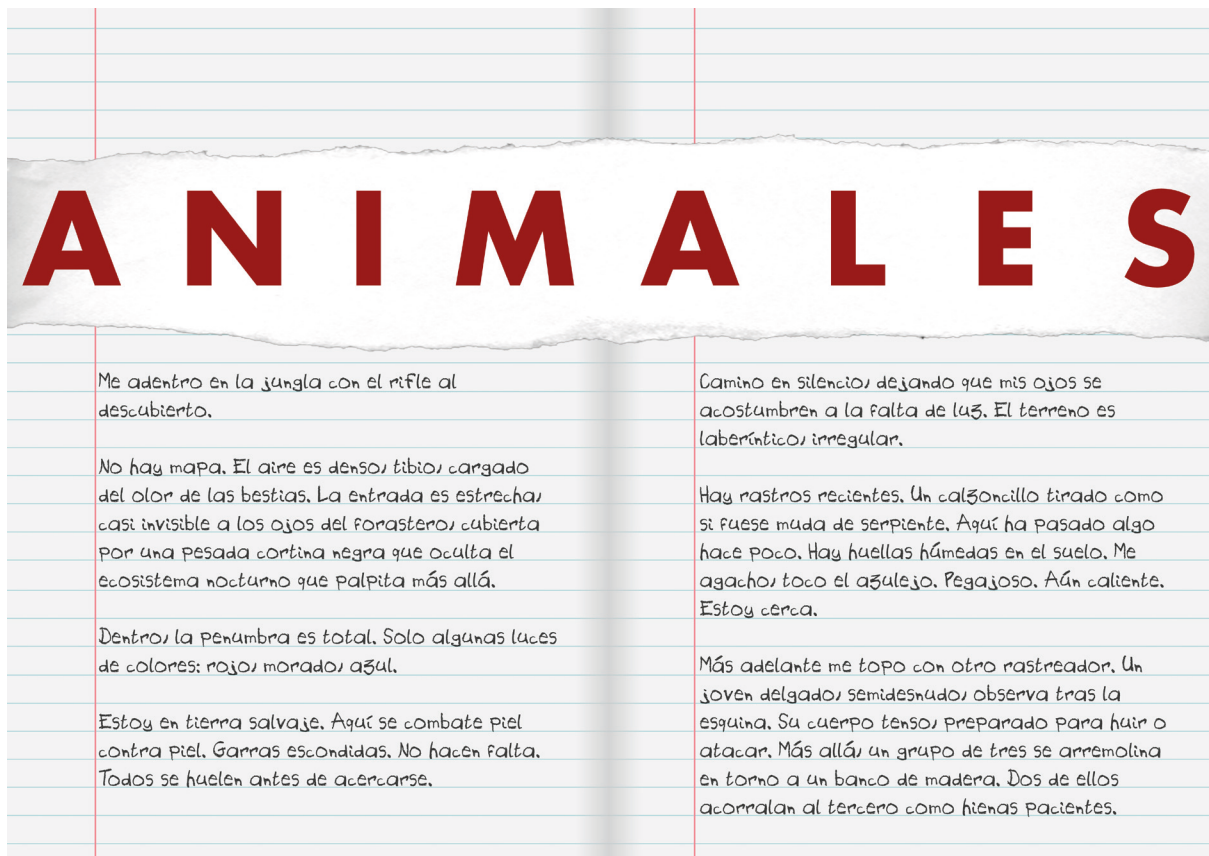 ANIMALES
Me adentro en la jungla con el rifle al
descubierto.
No hay mapa. El aire es denso, tibio, cargado
del olor de las bestias. La entrada es estrecha,
casi invisible a los ojos del forastero, cubierta
por una pesada cortina negra que oculta el
ecosistema nocturno que palpita más allá.
Dentro, la penumbra es total. Solo algunas luces
de colores: rojo, morado, azul.
Estoy en tierra salvaje. Aquí se combate piel
contra piel. Garras escondidas. No hacen falta.
Todos se huelen antes de acercarse.
Camino en silencio, dejando que mis ojos se
acostumbren a la falta de luz. El terreno es
laberíntico, irregular.
Hay rastros recientes. Un calzoncillo tirado como
si fuese muda de serpiente. Aquí ha pasado algo
hace poco. Hay huellas húmedas en el suelo. Me
agacho, toco el azulejo. Pegajoso. Aún caliente.
Estoy cerca.
Más adelante me topo con otro rastreador. Un
joven delgado, semidesnudo, observa tras la
esquina. Su cuerpo tenso, preparado para huir o
atacar. Más allá, un grupo de tres se arremolina
en torno a un banco de madera. Dos de ellos
acorralan al tercero como hienas pacientes.